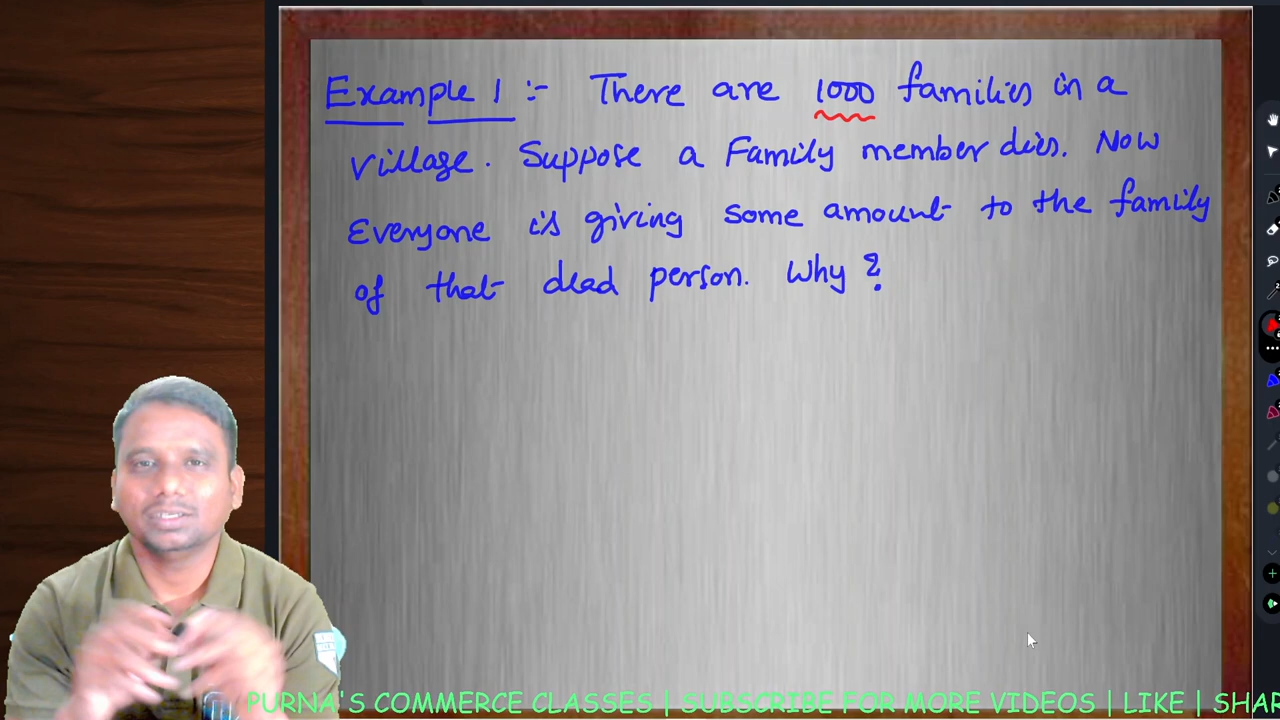 Example 1 :- There are 1000 families in a
village. Suppose a Family member dies. Now
Everyone is giving some amount to the family
of that dead person. Why ?
PURNA'S COMMERCE CLASSES | SUBSCRIBE FOR MORE VIDEOS | LIKE | SHAR